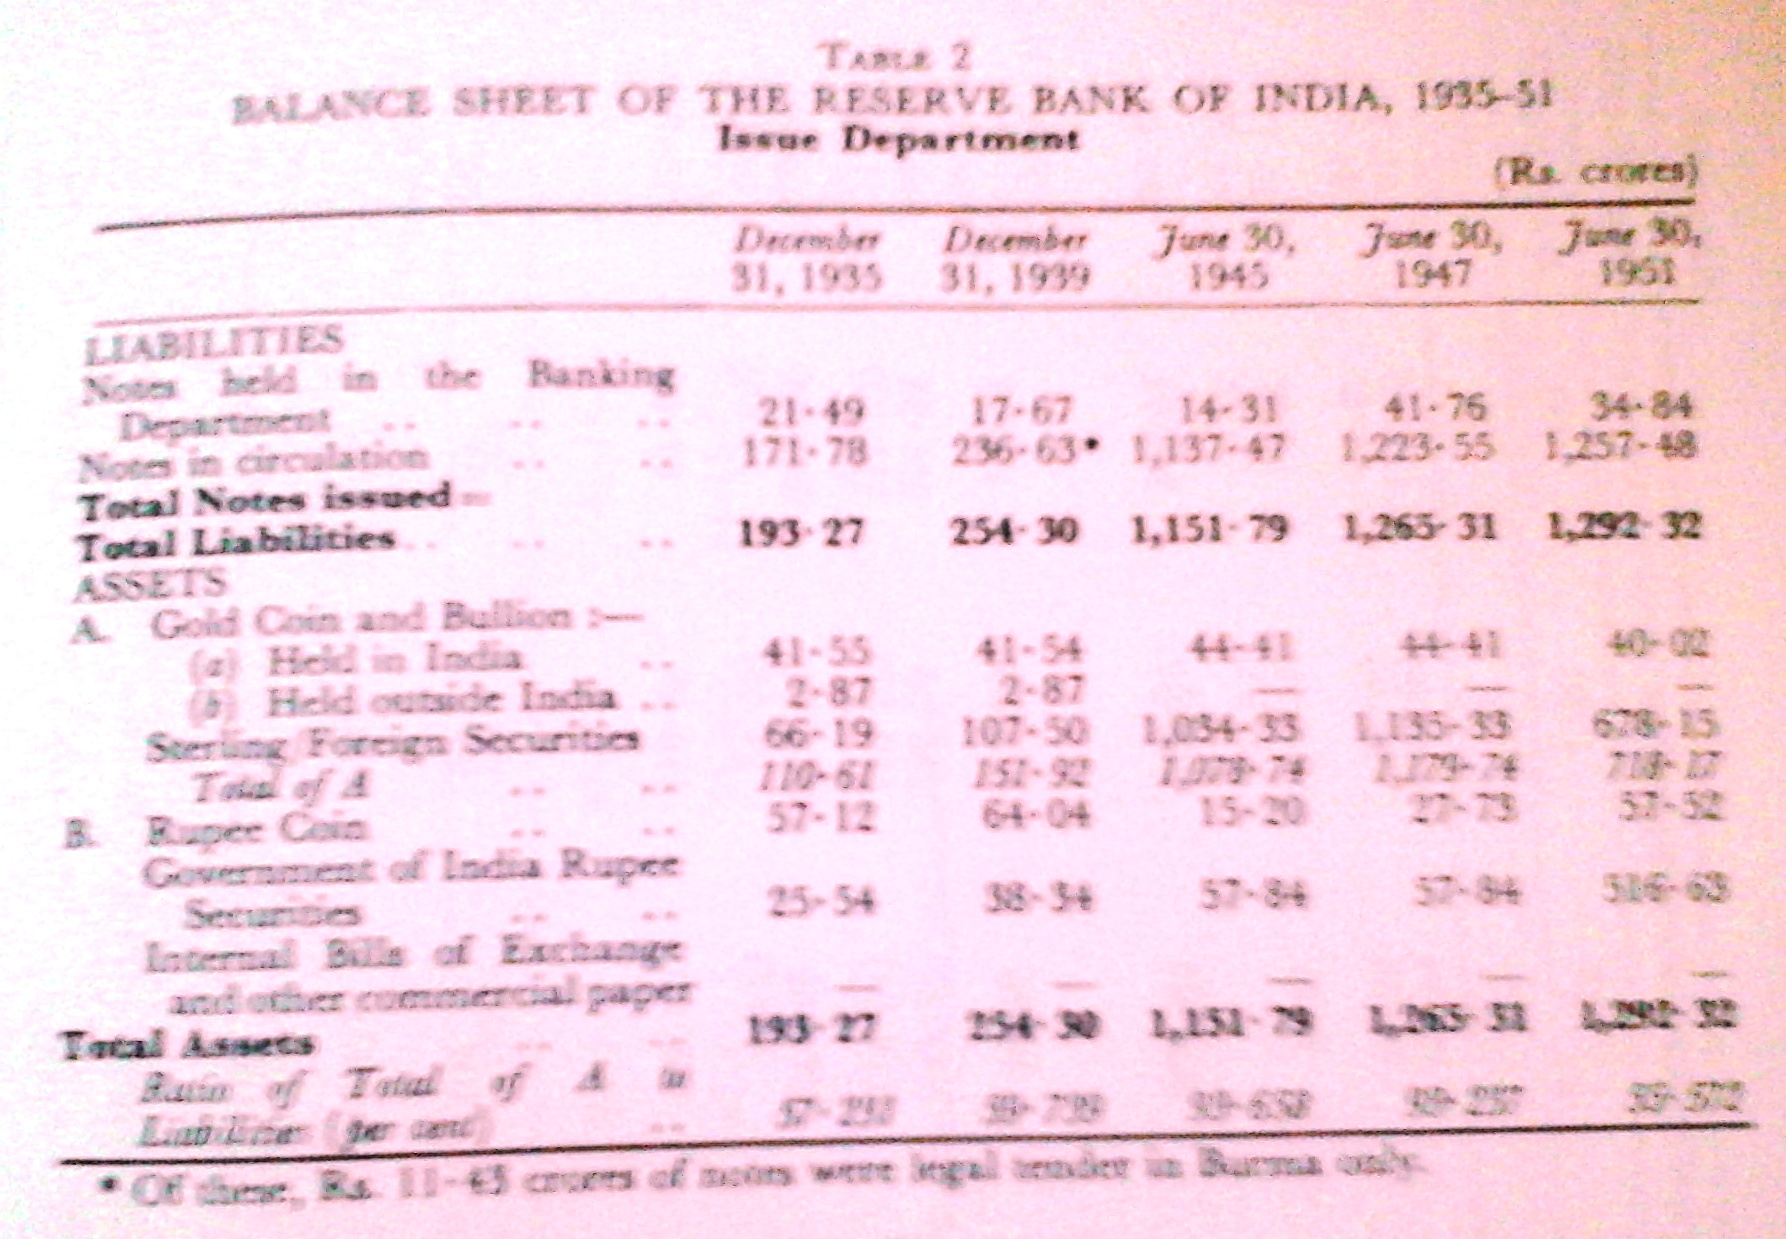 TABLE 2
BALANCE SHEET OF THE RESERVE BANK OF INDIA, 1935–51
Issue Department
(Rs. crores)
December December June 30, June 30, June 30,
31, 1935 31, 1939 1945 1947 1951
LIABILITIES
Notes held in the Banking
Department .. .. .. 21·49 17·67 14·31 41·76 34·84
Notes in circulation .. .. 171·78 236·63* 1,137·47 1,223·55 1,257·48
Total Notes issued=
Total Liabilities .. .. .. 193·27 254·30 1,151·79 1,265·31 1,292·32
ASSETS
A. Gold Coin and Bullion :—
(a) Held in India .. 41·55 41·54 44·41 44·41 40·02
(b) Held outside India .. 2·87 2·87 — — —
Sterling Foreign Securities 66·19 107·50 1,034·33 1,135·33 678·15
Total of A .. .. 110·61 151·92 1,078·74 1,179·74 718·17
B. Rupee Coin .. .. 57·12 64·04 15·20 27·73 57·52
Government of India Rupee
Securities .. .. 25·54 38·34 57·84 57·84 516·63
Internal Bills of Exchange
and other commercial paper — — — — —
Total Assets .. .. 193·27 254·30 1,151·79 1,265·31 1,292·32
Ratio of Total of A to
Liabilities (per cent) ..
* Of these, Rs. crores of notes were legal tender in Burma only.